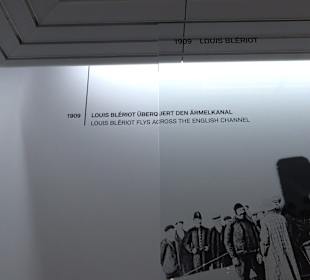 1909 LOUIS BLÉRIOT
1909 LOUIS BLÉRIOT ÜBERQUERT DEN ÄRMELKANAL
LOUIS BLÉRIOT FLYS ACROSS THE ENGLISH CHANNEL